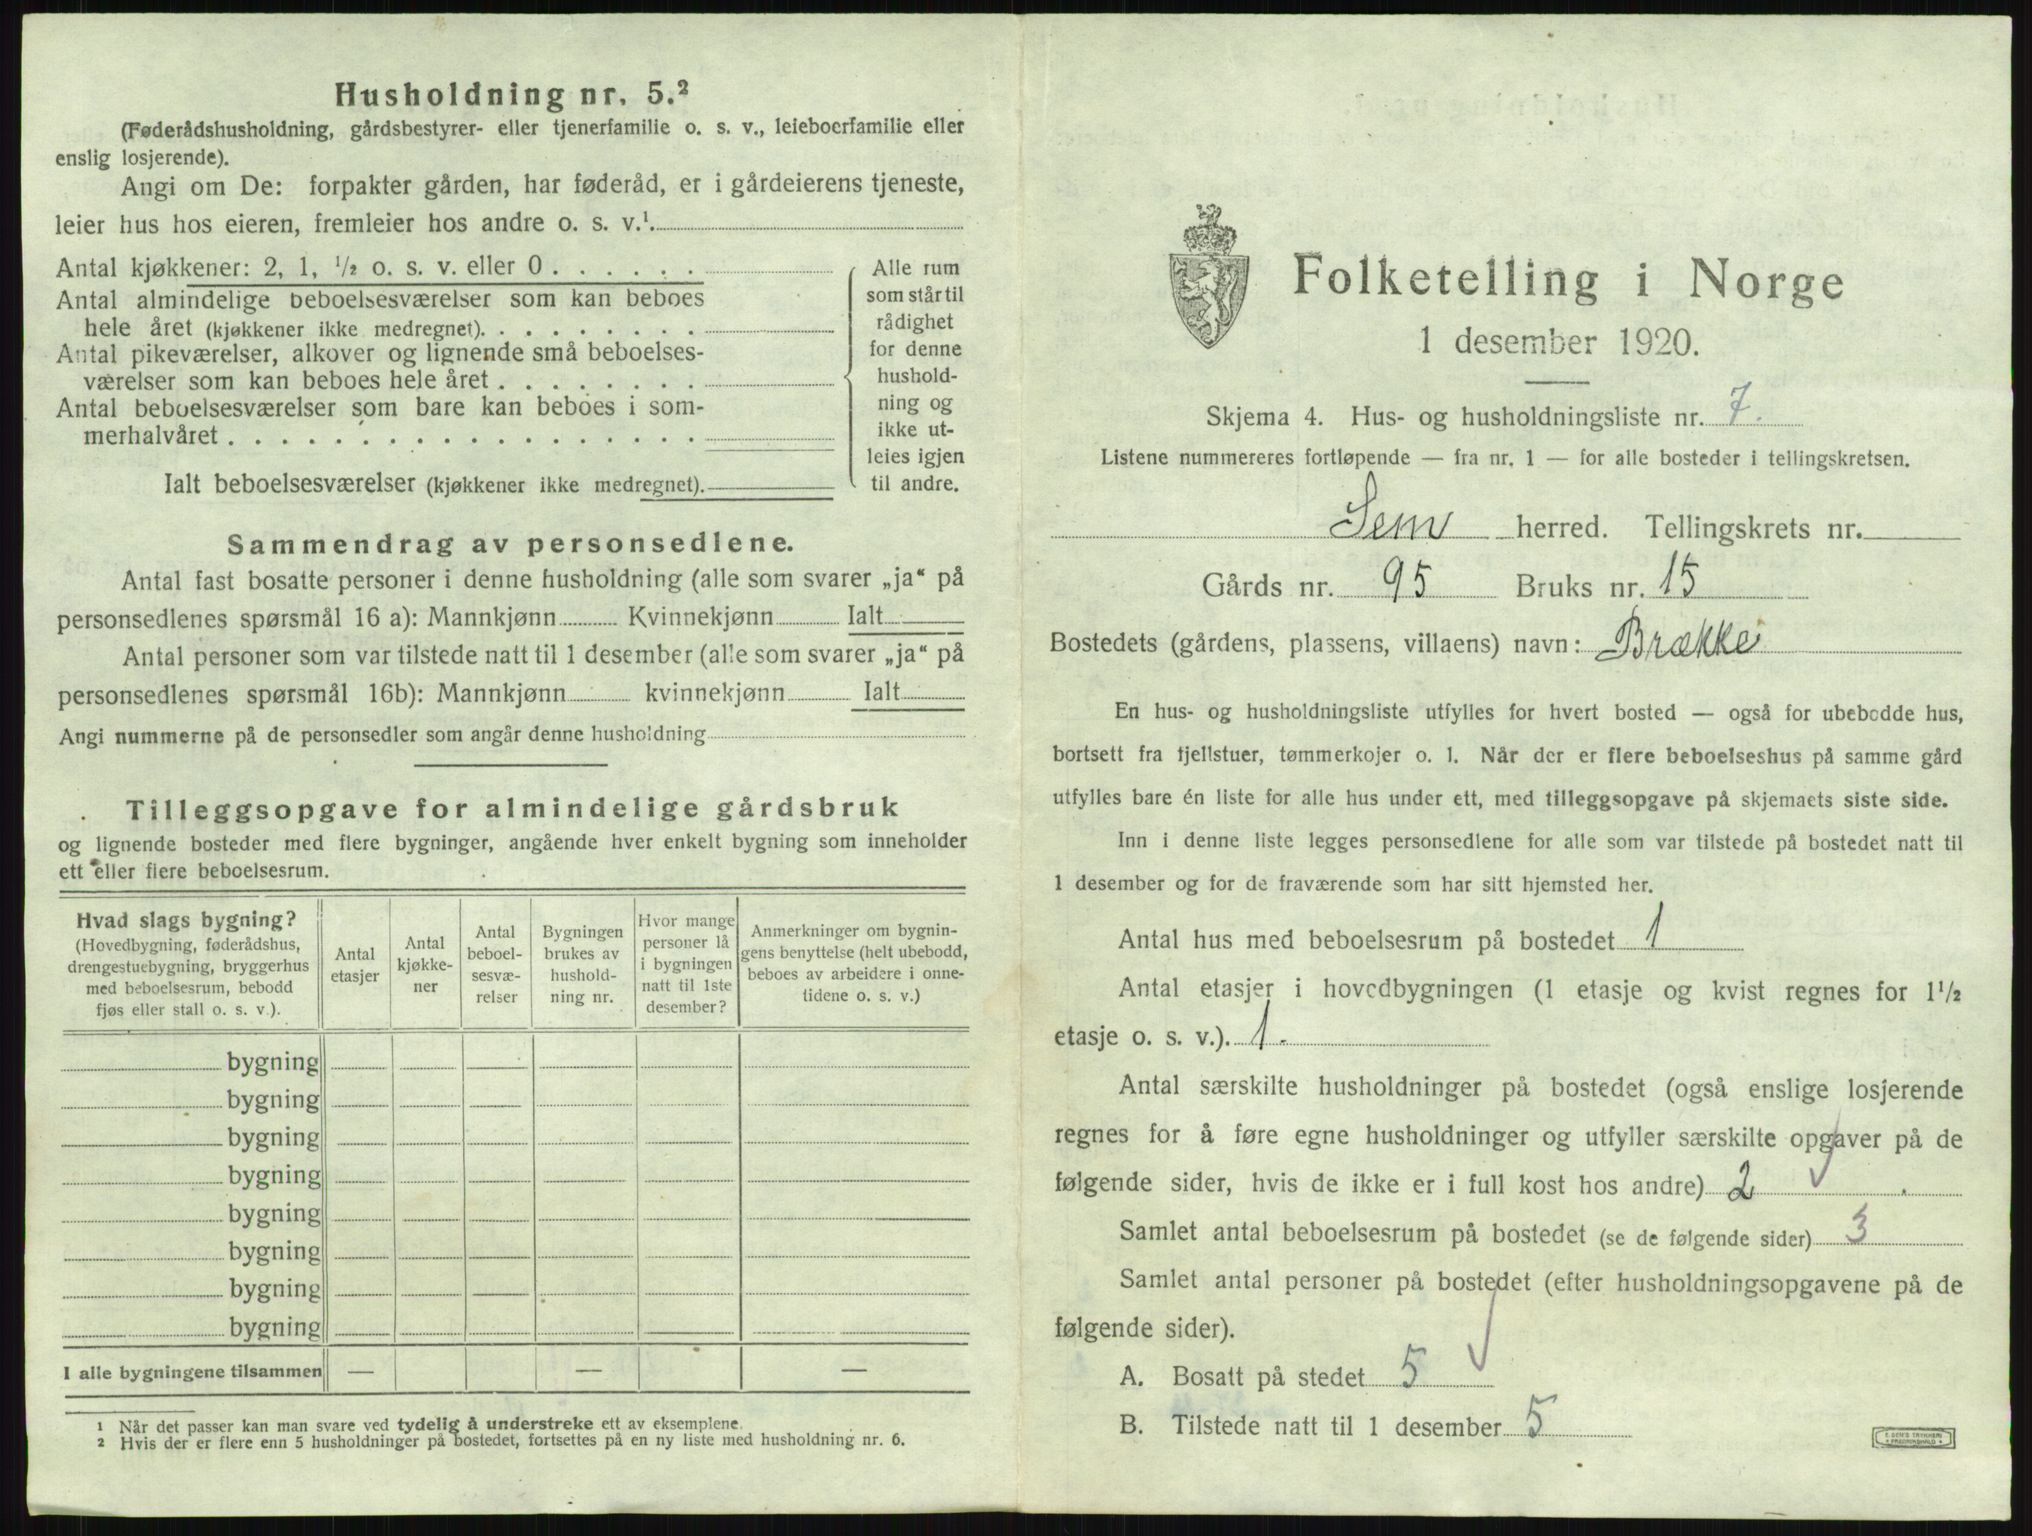 Husholdning nr. 5.²
(Føderådshusholdning, gårdsbestyrer- eller tjenerfamilie o. s. v., leieboerfamilie eller
enslig losjerende).
Angi om De: forpakter gården, har føderåd, er i gårdeierens tjeneste,
leier hus hos eieren, fremleier hos andre o. s. v.¹.
Antal kjøkkener: 2, 1, ½ o. s. v. eller 0 . . . . . .
Antal almindelige beboelsesværelser som kan beboes
hele året (kjøkkener ikke medregnet). . . . . . . . .
Antal pikeværelser, alkover og lignende små beboelses-
værelser som kan beboes hele året . . . . . . . .
Antal beboelsesværelser som bare kan beboes i som-
merhalvåret . . . . . . . . . . . . . . . . . .
Ialt beboelsesværelser (kjøkkener ikke medregnet).
Alle rum
som står til
rådighet
for denne
hushold-
ning og
ikke ut-
leies igjen
til andre.
Sammendrag av personsedlene.
Antal fast bosatte personer i denne husholdning (alle som svarer „ja“ på
personsedlenes spørsmål 16 a): Mannkjønn Kvinnekjønn Ialt
Antal personer som var tilstede natt til 1 desember (alle som svarer „ja“ på
personsedlenes spørsmål 16b): Mannkjønn kvinnekjønn Ialt
Angi nummerne på de personsedler som angår denne husholdning
Tilleggsopgave for almindelige gårdsbruk
og lignende bosteder med flere bygninger, angående hver enkelt bygning som inneholder
ett eller flere beboelsesrum.
Hvad slags bygning?
(Hovedbygning, føderådshus,
drengestuebygning, bryggerhus
med beboelsesrum, bebodd
fjøs eller stall o. s. v.).
Antal
etasjer
Antal
kjøkke-
ner
Antal
beboel-
sesvæ-
relser
Bygningen
brukes av
hushold-
ning nr.
Hvor mange
personer lå
i bygningen
natt til 1ste
desember?
Anmerkninger om bygnin-
gens benyttelse (helt ubebodd,
beboes av arbeidere i onne-
tidene o. s. v.)
bygning
bygning
bygning
bygning
bygning
bygning
bygning
bygning
I alle bygningene tilsammen — — —
¹ Når det passer kan man svare ved tydelig å understreke ett av eksemplene.
² Hvis der er flere enn 5 husholdninger på bostedet, fortsettes på en ny liste med husholdning nr. 6.
Folketelling i Norge
1 desember 1920.
Skjema 4. Hus- og husholdningsliste nr. 7.
Listene nummereres fortløpende — fra nr. 1 — for alle bosteder i tellingskretsen.
Sem herred. Tellingskrets nr.
Gårds nr. 95 Bruks nr. 15
Bostedets (gårdens, plassens, villaens) navn: Brække
En hus- og husholdningsliste utfylles for hvert bosted — også for ubebodde hus,
bortsett fra fjellstuer, tømmerkojer o. l. Når der er flere beboelseshus på samme gård
utfylles bare én liste for alle hus under ett, med tilleggsopgave på skjemaets siste side.
Inn i denne liste legges personsedlene for alle som var tilstede på bostedet natt til
1 desember og for de fraværende som har sitt hjemsted her.
Antal hus med beboelsesrum på bostedet 1
Antal etasjer i hovedbygningen (1 etasje og kvist regnes for 1½
etasje o. s. v.). 1.
Antal særskilte husholdninger på bostedet (også enslige losjerende
regnes for å føre egne husholdninger og utfyller særskilte opgaver på de
følgende sider, hvis de ikke er i full kost hos andre) 2
Samlet antal beboelsesrum på bostedet (se de følgende sider) 3
Samlet antal personer på bostedet (efter husholdningsopgavene på de
følgende sider).
A. Bosatt på stedet 5
B. Tilstede natt til 1 desember 5